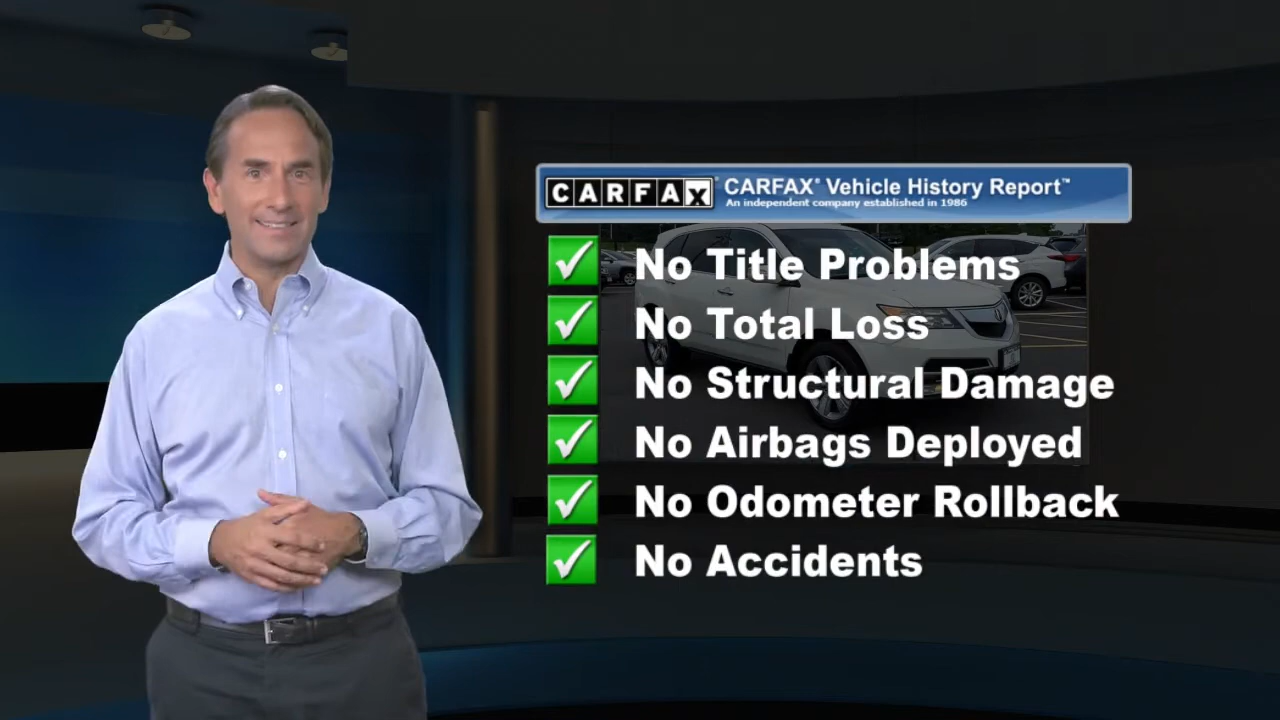 CARFAX® CARFAX® Vehicle History Report™
An independent company established in 1986
No Title Problems
No Total Loss
No Structural Damage
No Airbags Deployed
No Odometer Rollback
No Accidents